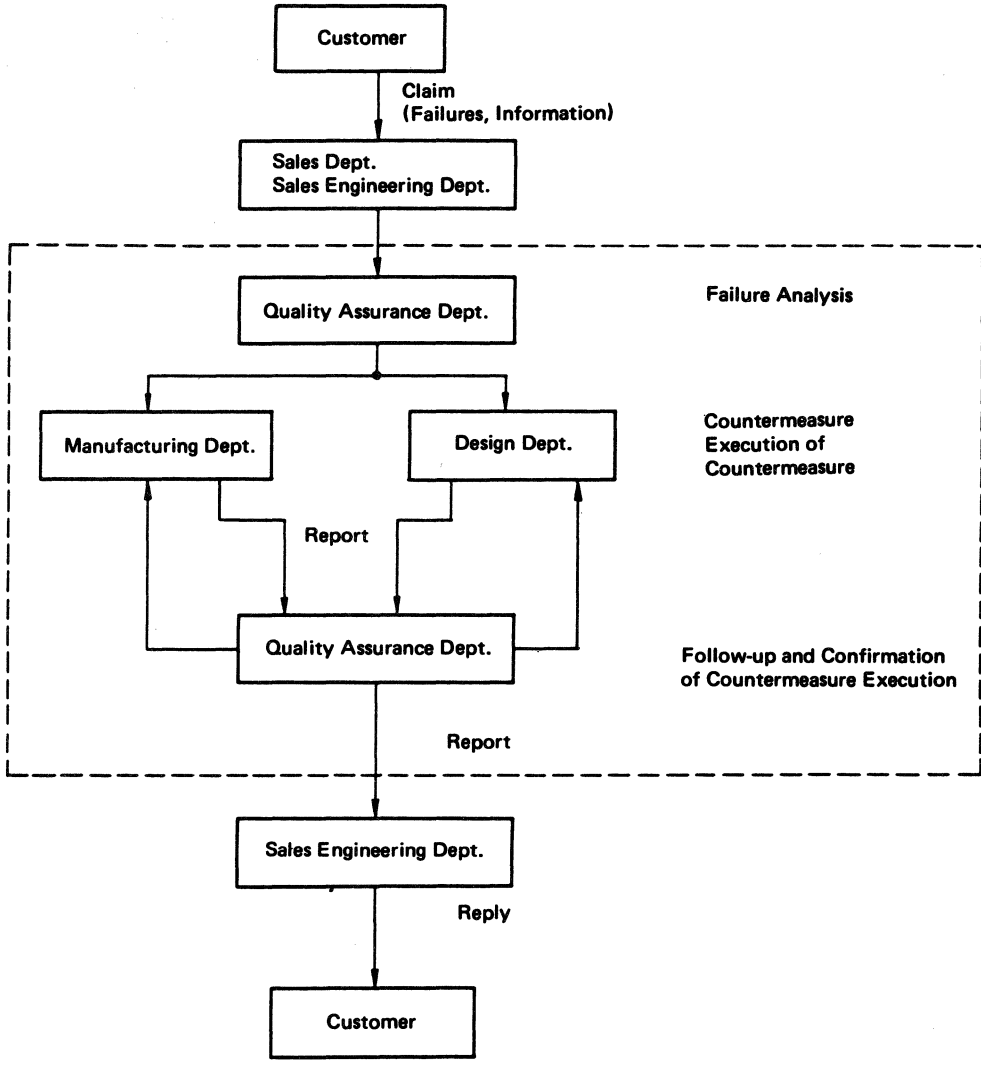 Customer
Claim
(Failures, Information)
Sales Dept.
Sales Engineering Dept.
Quality Assurance Dept.
Failure Analysis
Manufacturing Dept.
Design Dept.
Countermeasure
Execution of
Countermeasure
Report
Quality Assurance Dept.
Follow-up and Confirmation
of Countermeasure Execution
Report
Sales Engineering Dept.
Reply
Customer